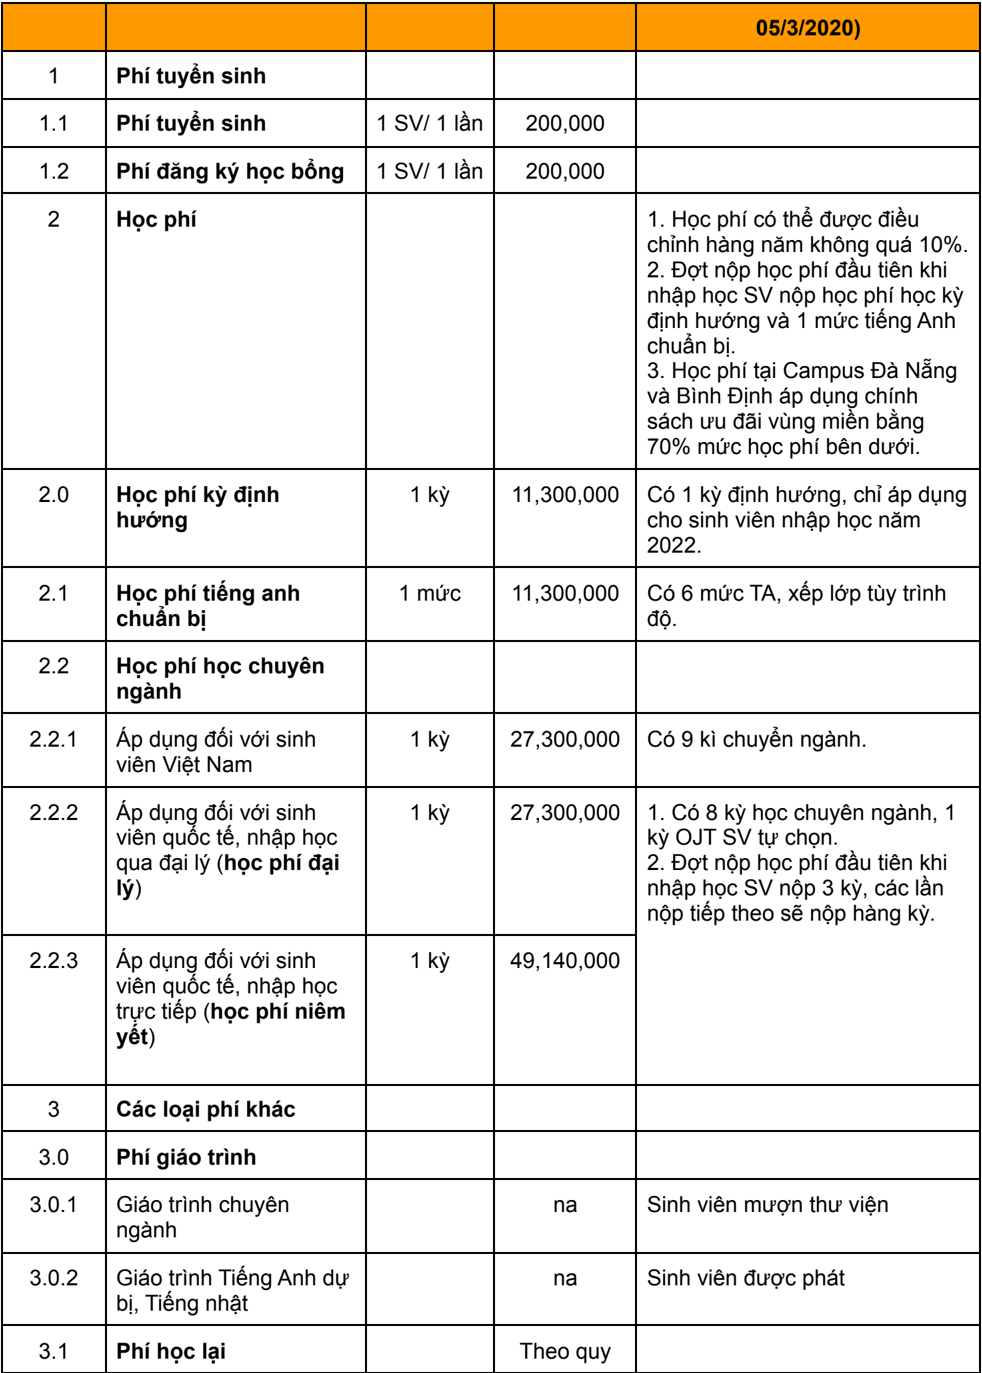 05/3/2020)
1 Phí tuyển sinh
1.1 Phí tuyển sinh 1 SV/ 1 lần 200,000
1.2 Phí đăng ký học bổng 1 SV/ 1 lần 200,000
2 Học phí 1. Học phí có thể được điều
chỉnh hàng năm không quá 10%.
2. Đợt nộp học phí đầu tiên khi
nhập học SV nộp học phí học kỳ
định hướng và 1 mức tiếng Anh
chuẩn bị.
3. Học phí tại Campus Đà Nẵng
và Bình Định áp dụng chính
sách ưu đãi vùng miền bằng
70% mức học phí bên dưới.
2.0 Học phí kỳ định 1 kỳ 11,300,000 Có 1 kỳ định hướng, chỉ áp dụng
hướng cho sinh viên nhập học năm
2022.
2.1 Học phí tiếng anh 1 mức 11,300,000 Có 6 mức TA, xếp lớp tùy trình
chuẩn bị độ.
2.2 Học phí học chuyên
ngành
2.2.1 Áp dụng đối với sinh 1 kỳ 27,300,000 Có 9 kì chuyển ngành.
viên Việt Nam
2.2.2 Áp dụng đối với sinh 1 kỳ 27,300,000 1. Có 8 kỳ học chuyên ngành, 1
viên quốc tế, nhập học kỳ OJT SV tự chọn.
qua đại lý (học phí đại 2. Đợt nộp học phí đầu tiên khi
lý) nhập học SV nộp 3 kỳ, các lần
nộp tiếp theo sẽ nộp hàng kỳ.
2.2.3 Áp dụng đối với sinh 1 kỳ 49,140,000
viên quốc tế, nhập học
trực tiếp (học phí niêm
yết)
3 Các loại phí khác
3.0 Phí giáo trình
3.0.1 Giáo trình chuyên na Sinh viên mượn thư viện
ngành
3.0.2 Giáo trình Tiếng Anh dự na Sinh viên được phát
bị, Tiếng nhật
3.1 Phí học lại Theo quy